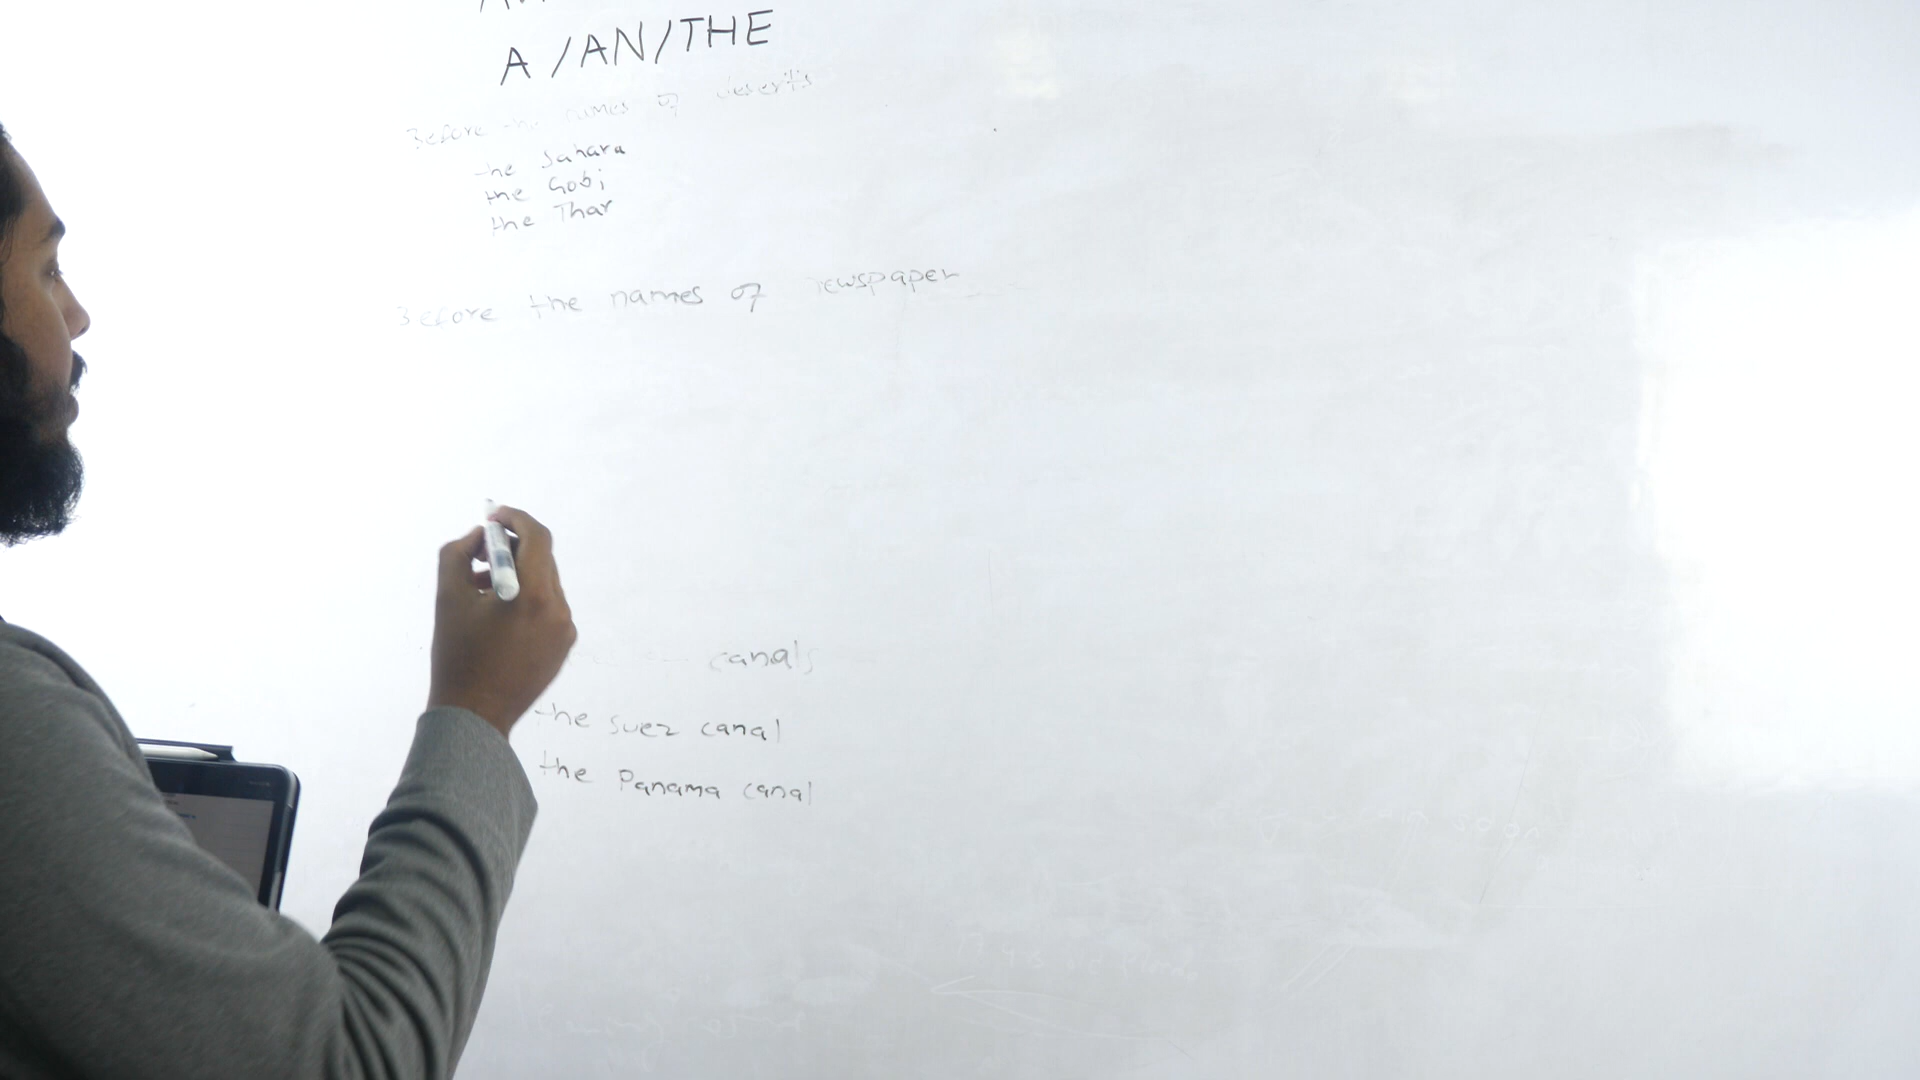 A/AN/THE
Before the names of deserts
the Sahara
the Gobi
the Thar
Before the names of newspaper
canals
the suez canal
the Panama canal